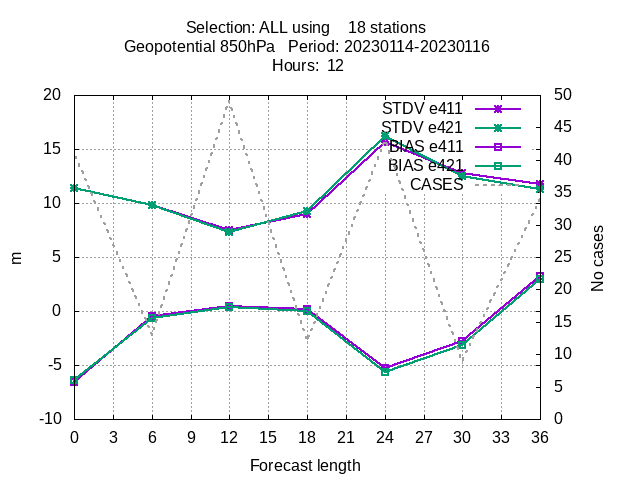 Selection: ALL using 18 stations
Geopotential 850hPa Period: 20230114-20230116
Hours: 12
20
15
10
5
0
-5
-10
m
STDV e411
STDV e421
BIAS e411
BIAS e421
CASES
50
45
40
35
30
25
20
15
10
5
0
No cases
0 3 6 9 12 15 18 21 24 27 30 33 36
Forecast length